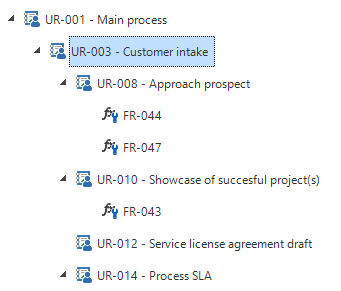 UR-001 - Main process
UR-003 - Customer intake
UR-008 - Approach prospect
FR-044
FR-047
UR-010 - Showcase of succesful project(s)
FR-043
UR-012 - Service license agreement draft
UR-014 - Process SLA